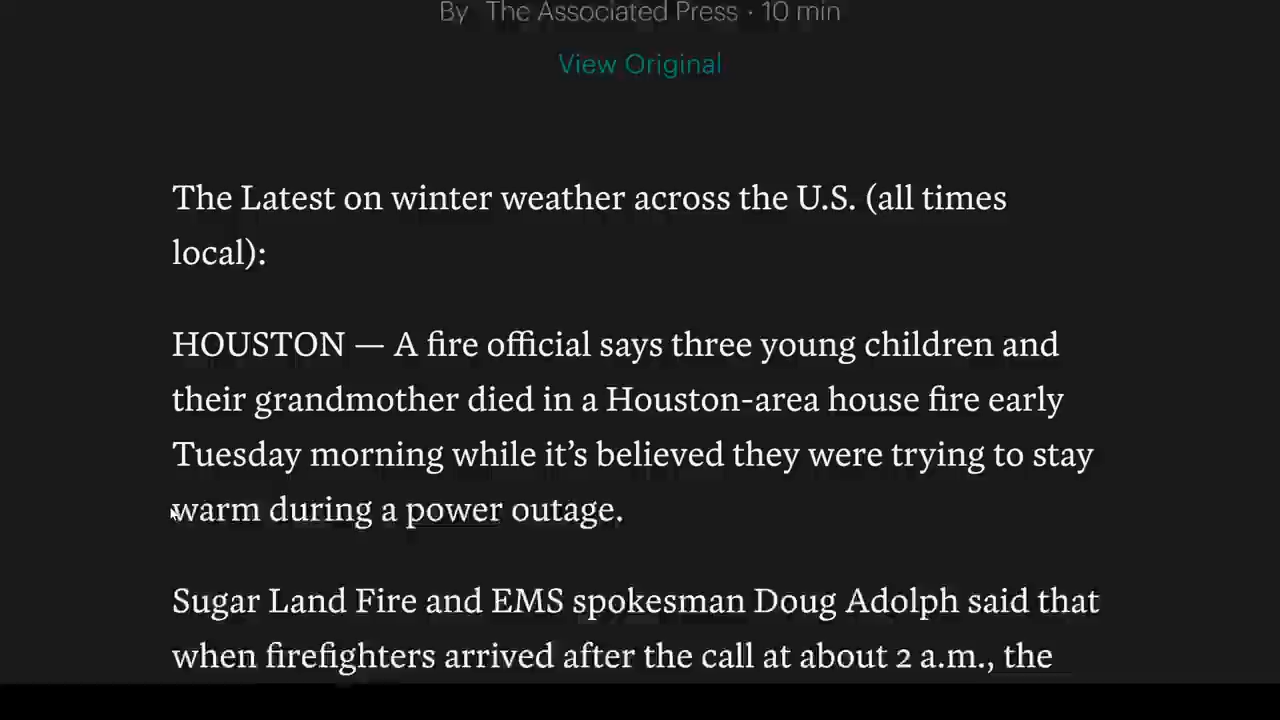 By The Associated Press · 10 min
View Original
The Latest on winter weather across the U.S. (all times
local):
HOUSTON — A fire official says three young children and
their grandmother died in a Houston-area house fire early
Tuesday morning while it’s believed they were trying to stay
warm during a power outage.
Sugar Land Fire and EMS spokesman Doug Adolph said that
when firefighters arrived after the call at about 2 a.m., the